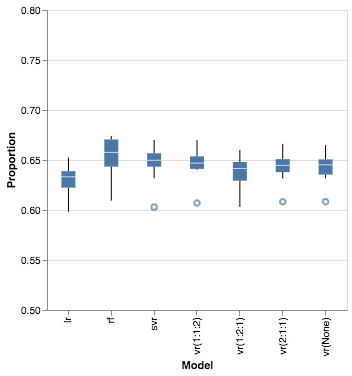 0.80
0.75
0.70
0.65
0.60
0.55
0.50
Proportion
lr
rf
svr
vr(1:1:2)
vr(1:2:1)
vr(2:1:1)
vr(None)
Model